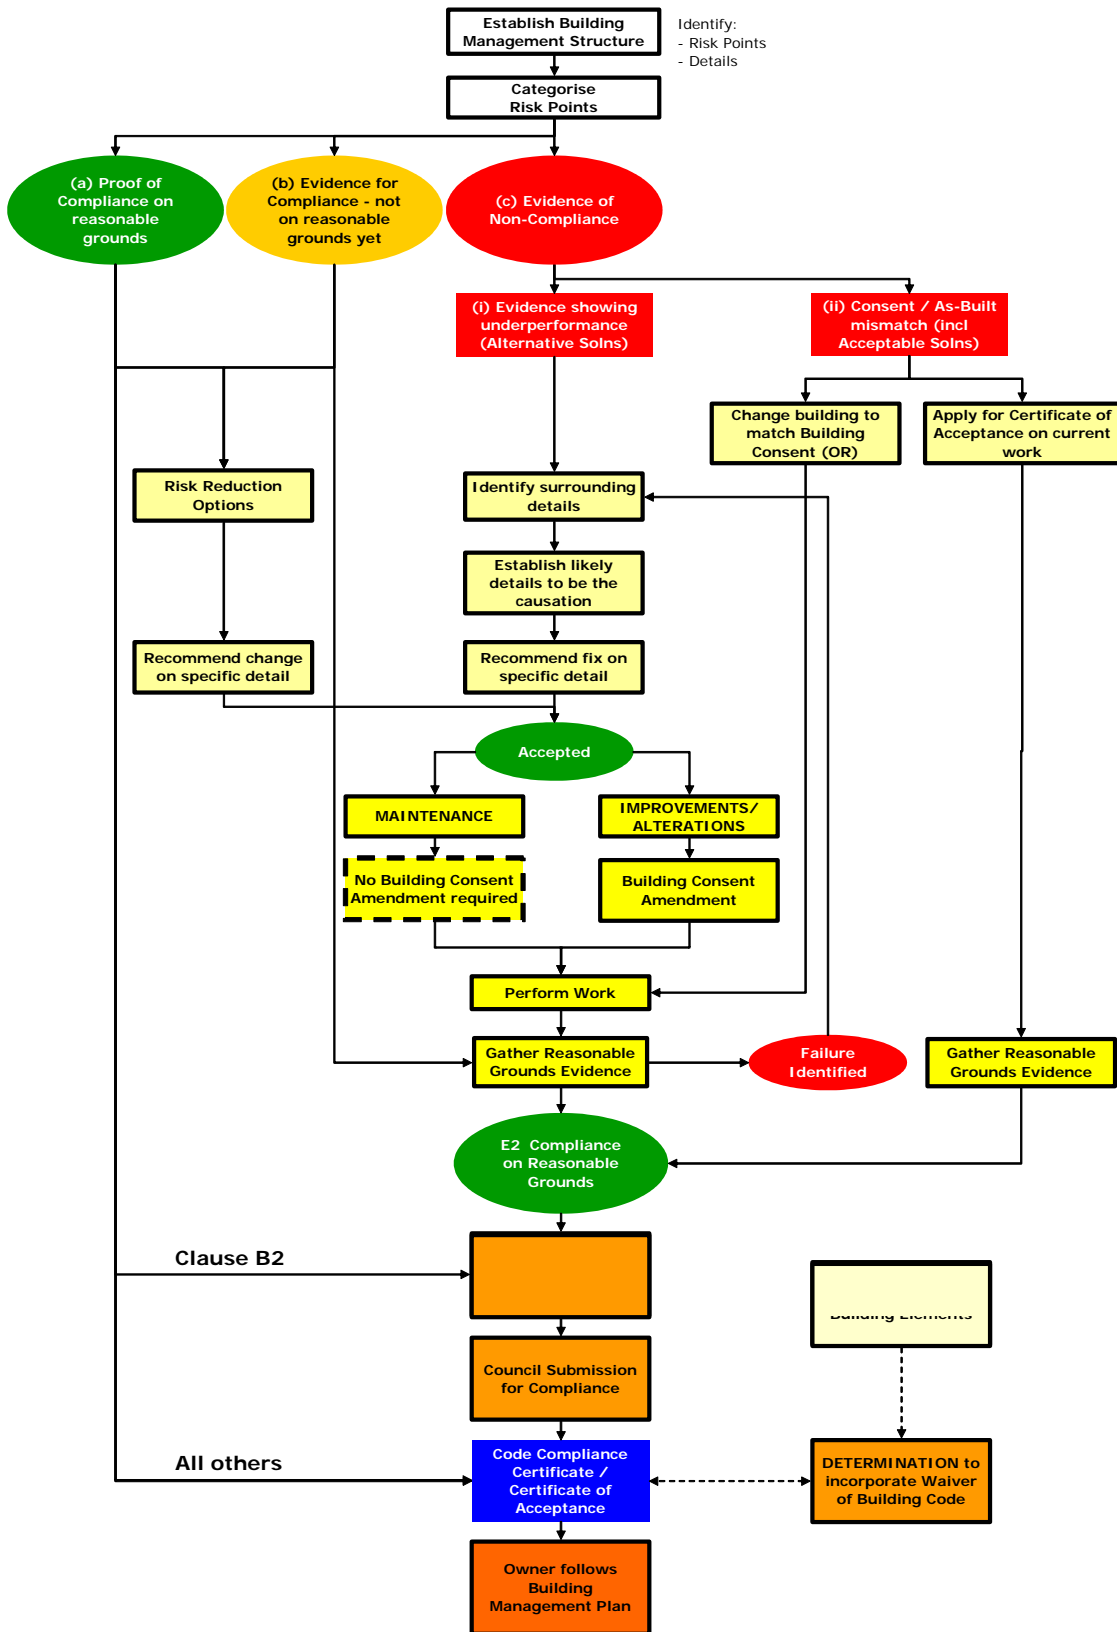 Establish Building
Management Structure
Identify:
- Risk Points
- Details
Categorise
Risk Points
(a) Proof of
Compliance on
reasonable
grounds
(b) Evidence for
Compliance - not
on reasonable
grounds yet
(c) Evidence of
Non-Compliance
(i) Evidence showing
underperformance
(Alternative Solns)
(ii) Consent / As-Built
mismatch (incl
Acceptable Solns)
Change building to
match Building
Consent (OR)
Apply for Certificate of
Acceptance on current
work
Risk Reduction
Options
Identify surrounding
details
Establish likely
details to be the
causation
Recommend change
on specific detail
Recommend fix on
specific detail
Accepted
MAINTENANCE
IMPROVEMENTS/
ALTERATIONS
No Building Consent
Amendment required
Building Consent
Amendment
Perform Work
Gather Reasonable
Grounds Evidence
Failure
Identified
Gather Reasonable
Grounds Evidence
E2 Compliance
on Reasonable
Grounds
Clause B2
Building Elements
Council Submission
for Compliance
All others
Code Compliance
Certificate /
Certificate of
Acceptance
DETERMINATION to
incorporate Waiver
of Building Code
Owner follows
Building
Management Plan